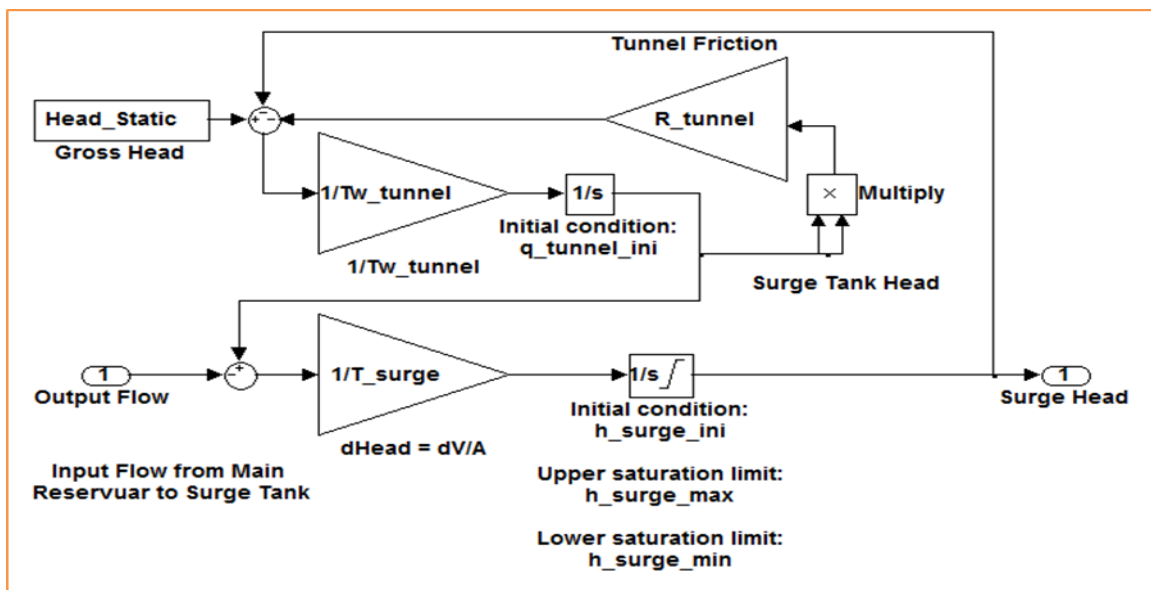 Tunnel Friction
Head_Static
Gross Head
R_tunnel
1/Tw_tunnel
1/s
×
Multiply
Initial condition:
q_tunnel_ini
1/Tw_tunnel
Surge Tank Head
1
Output Flow
1/T_surge
1/s
1
Surge Head
Initial condition:
h_surge_ini
dHead = dV/A
Input Flow from Main
Reservuar to Surge Tank
Upper saturation limit:
h_surge_max
Lower saturation limit:
h_surge_min